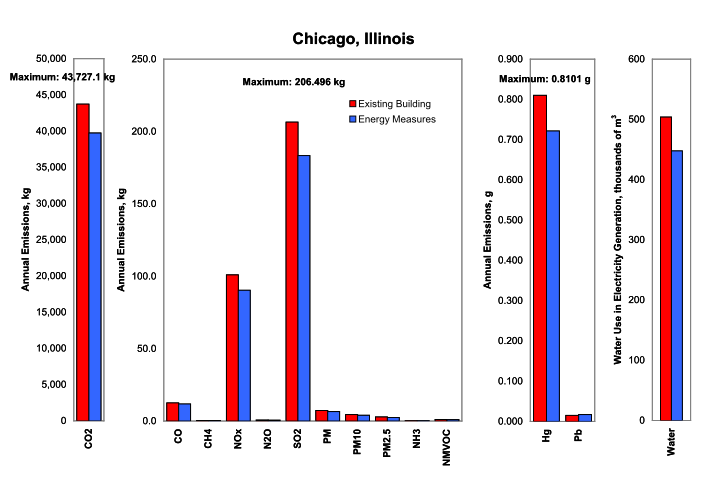 Chicago, Illinois
50,000
45,000
40,000
35,000
30,000
25,000
20,000
15,000
10,000
5,000
0
Annual Emissions, kg
Maximum: 43,727.1 kg
CO2
250.0
200.0
150.0
100.0
50.0
0.0
Annual Emissions, kg
Maximum: 206.496 kg
Existing Building
Energy Measures
CO
CH4
NOx
N2O
SO2
PM
PM10
PM2.5
NH3
NMVOC
0.900
0.800
0.700
0.600
0.500
0.400
0.300
0.200
0.100
0.000
Annual Emissions, g
Maximum: 0.8101 g
Hg
Pb
600
500
400
300
200
100
0
Water Use in Electricity Generation, thousands of m³
Water